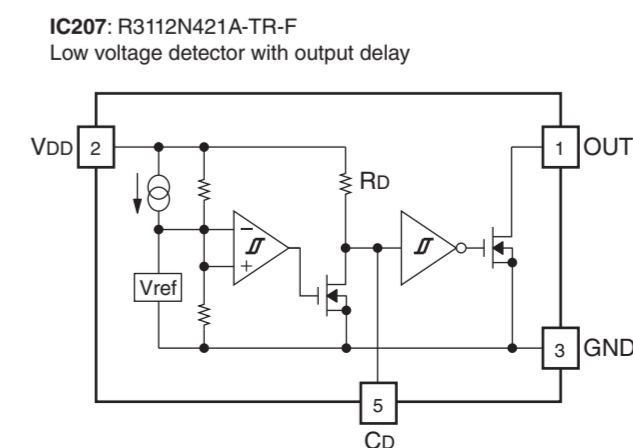 IC207: R3112N421A-TR-F
Low voltage detector with output delay
VDD 2
1 OUT
RD
Vref
3 GND
5
CD